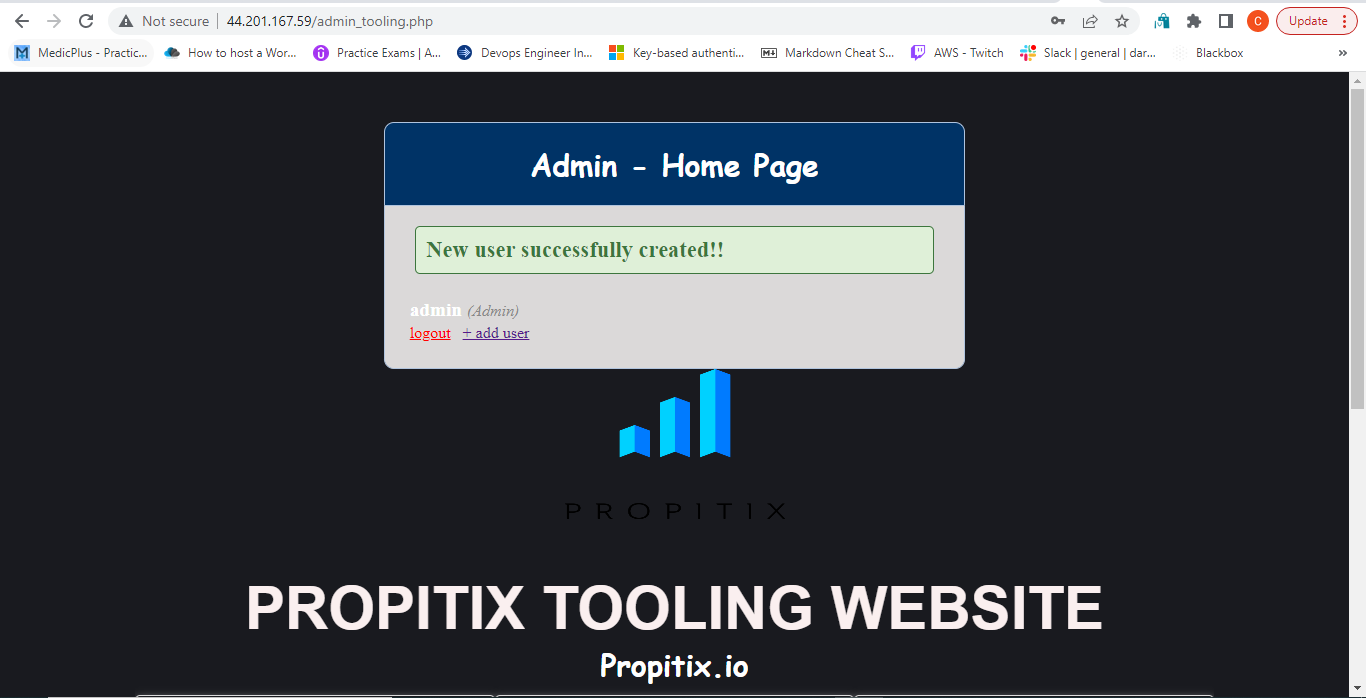 Not secure | 44.201.167.59/admin_tooling.php
C
Update
MedicPlus - Practic... How to host a Wor... Practice Exams | A... Devops Engineer In... Key-based authenti... Markdown Cheat S... AWS - Twitch Slack | general | dar... Blackbox »
Admin - Home Page
New user successfully created!!
admin (Admin)
logout + add user
PROPITIX
PROPITIX TOOLING WEBSITE
Propitix.io